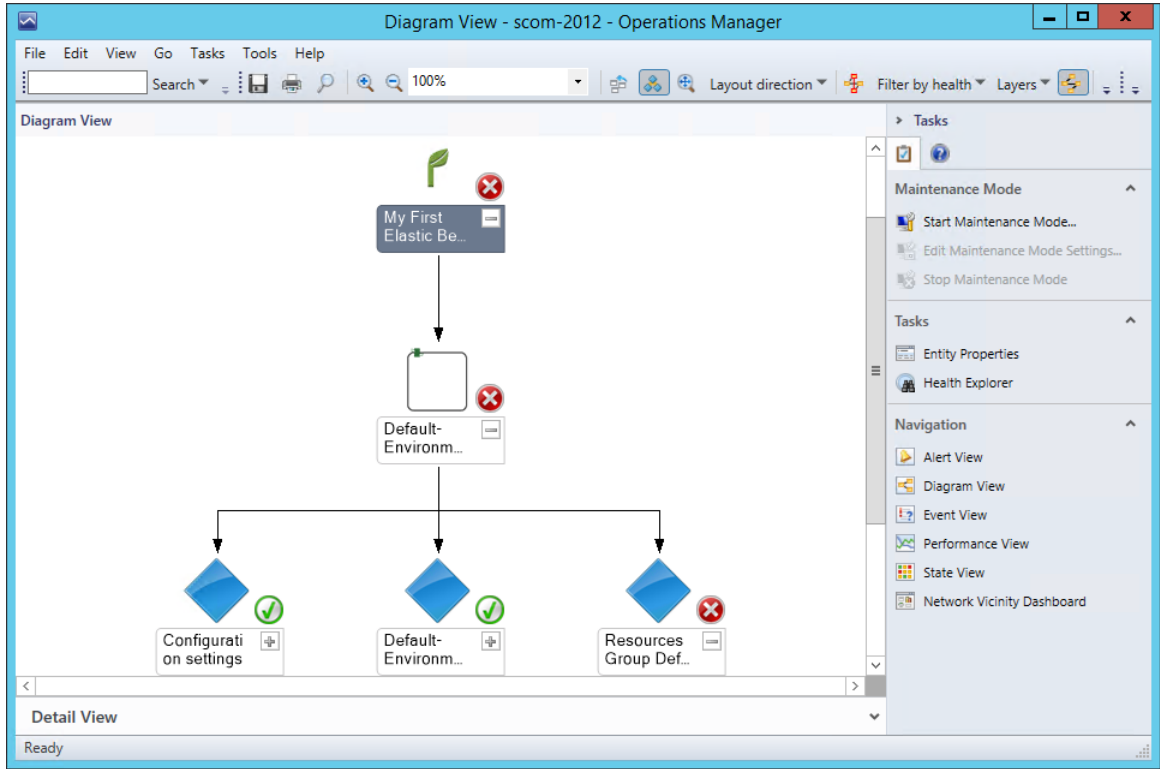 Diagram View - scom-2012 - Operations Manager
File Edit View Go Tasks Tools Help
Search 100% Layout direction Filter by health Layers
Diagram View
Tasks
My First
Elastic Be...
Default-
Environm...
Configurati
on settings
Default-
Environm...
Resources
Group Def...
Maintenance Mode
Start Maintenance Mode...
Edit Maintenance Mode Settings...
Stop Maintenance Mode
Tasks
Entity Properties
Health Explorer
Navigation
Alert View
Diagram View
Event View
Performance View
State View
Network Vicinity Dashboard
Detail View
Ready